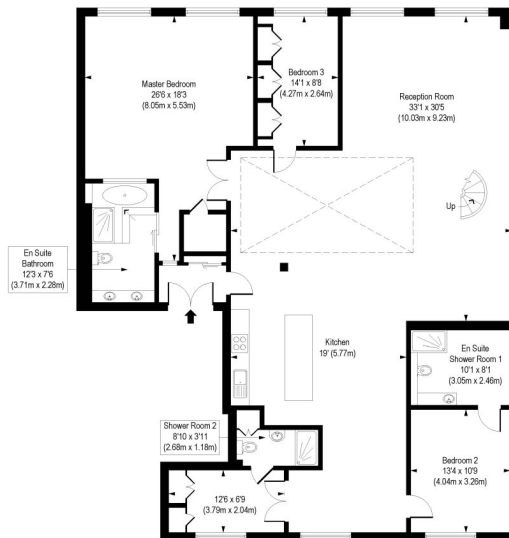 Master Bedroom
26'6 x 18'3
(8.05m x 5.53m)
Bedroom 3
14'1 x 8'8
(4.27m x 2.64m)
Reception Room
33'1 x 30'5
(10.03m x 9.23m)
Up
En Suite
Bathroom
12'3 x 7'6
(3.71m x 2.28m)
Kitchen
19' (5.77m)
En Suite
Shower Room 1
10'1 x 8'1
(3.05m x 2.46m)
Shower Room 2
8'10 x 3'11
(2.68m x 1.18m)
Bedroom 2
13'4 x 10'9
(4.04m x 3.26m)
12'6 x 6'9
(3.79m x 2.04m)